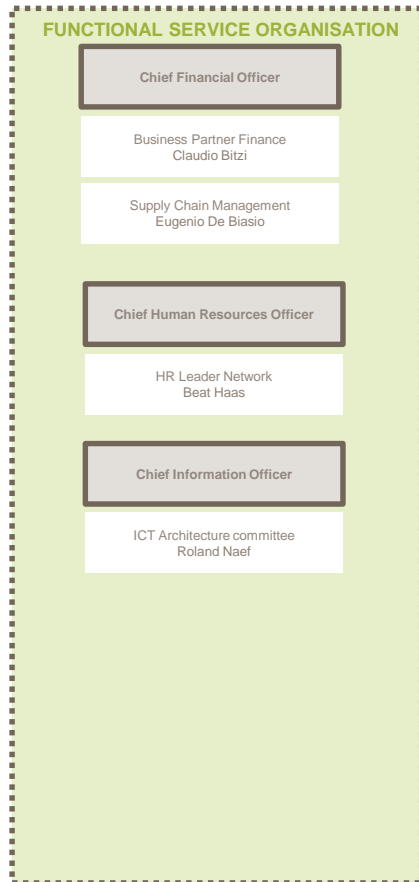 FUNCTIONAL SERVICE ORGANISATION
Chief Financial Officer
Business Partner Finance
Claudio Bitzi
Supply Chain Management
Eugenio De Biasio
Chief Human Resources Officer
HR Leader Network
Beat Haas
Chief Information Officer
ICT Architecture committee
Roland Naef